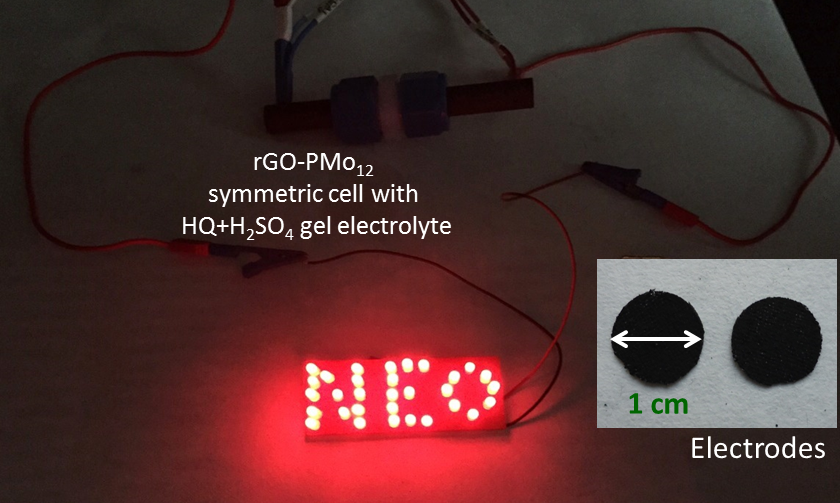 rGO-PMo₁₂
symmetric cell with
HQ+H₂SO₄ gel electrolyte
NEO
1 cm
Electrodes